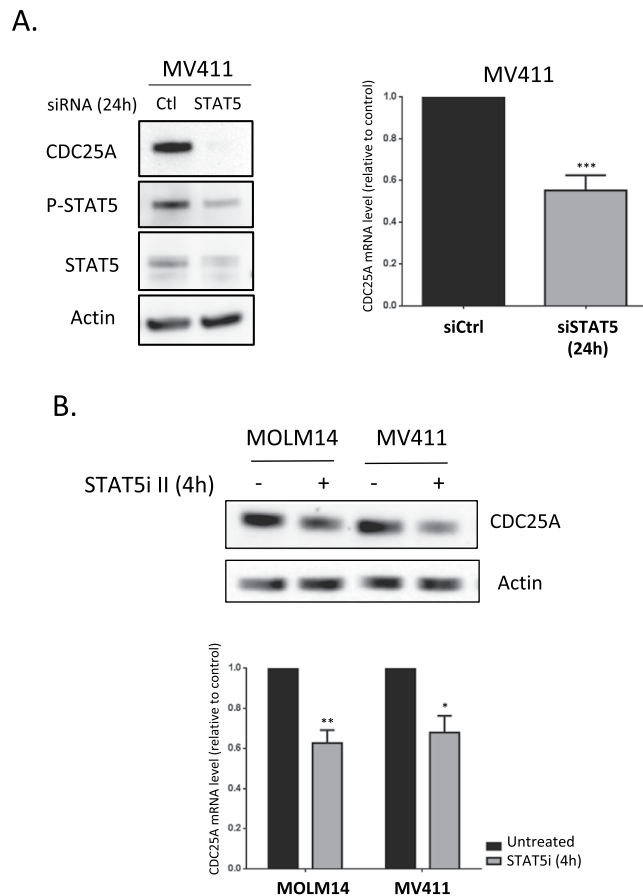 A.
MV411
siRNA (24h) Ctl STAT5
CDC25A
P-STAT5
STAT5
Actin
MV411
CDC25A mRNA level (relative to control)
1.0
0.8
0.6
0.4
0.2
0.0
***
siCtrl
siSTAT5
(24h)
B.
MOLM14 MV411
STAT5i II (4h) - + - +
CDC25A
Actin
CDC25A mRNA level (relative to control)
1.0
0.8
0.6
0.4
0.2
0.0
**
*
MOLM14 MV411
Untreated
STAT5i (4h)